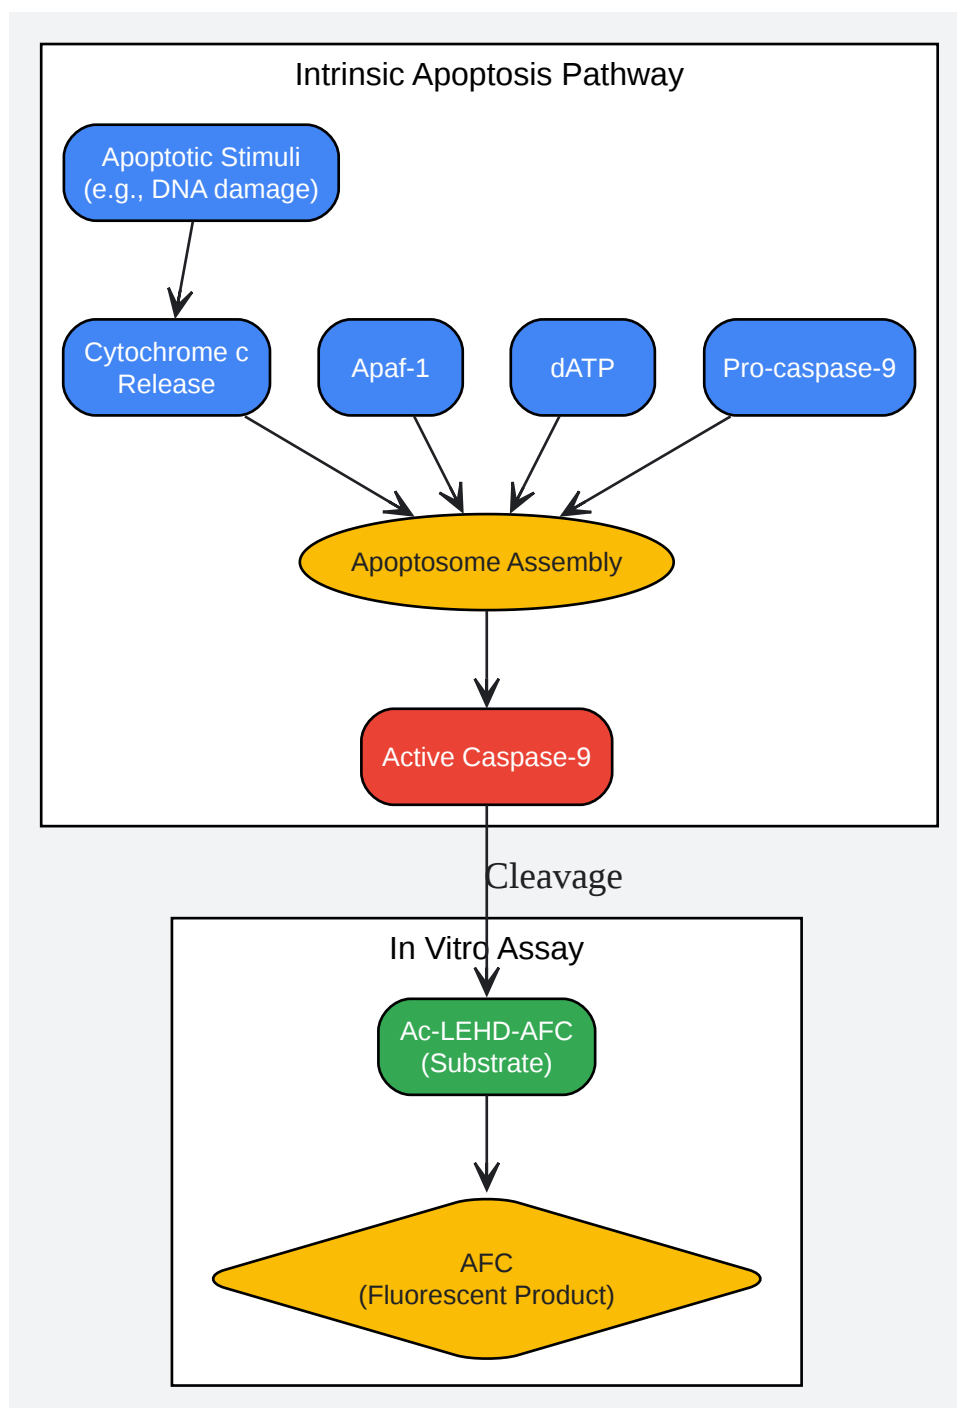 Intrinsic Apoptosis Pathway
Apoptotic Stimuli
(e.g., DNA damage)
Cytochrome c
Release
Apaf-1
dATP
Pro-caspase-9
Apoptosome Assembly
Active Caspase-9
Cleavage
In Vitro Assay
Ac-LEHD-AFC
(Substrate)
AFC
(Fluorescent Product)